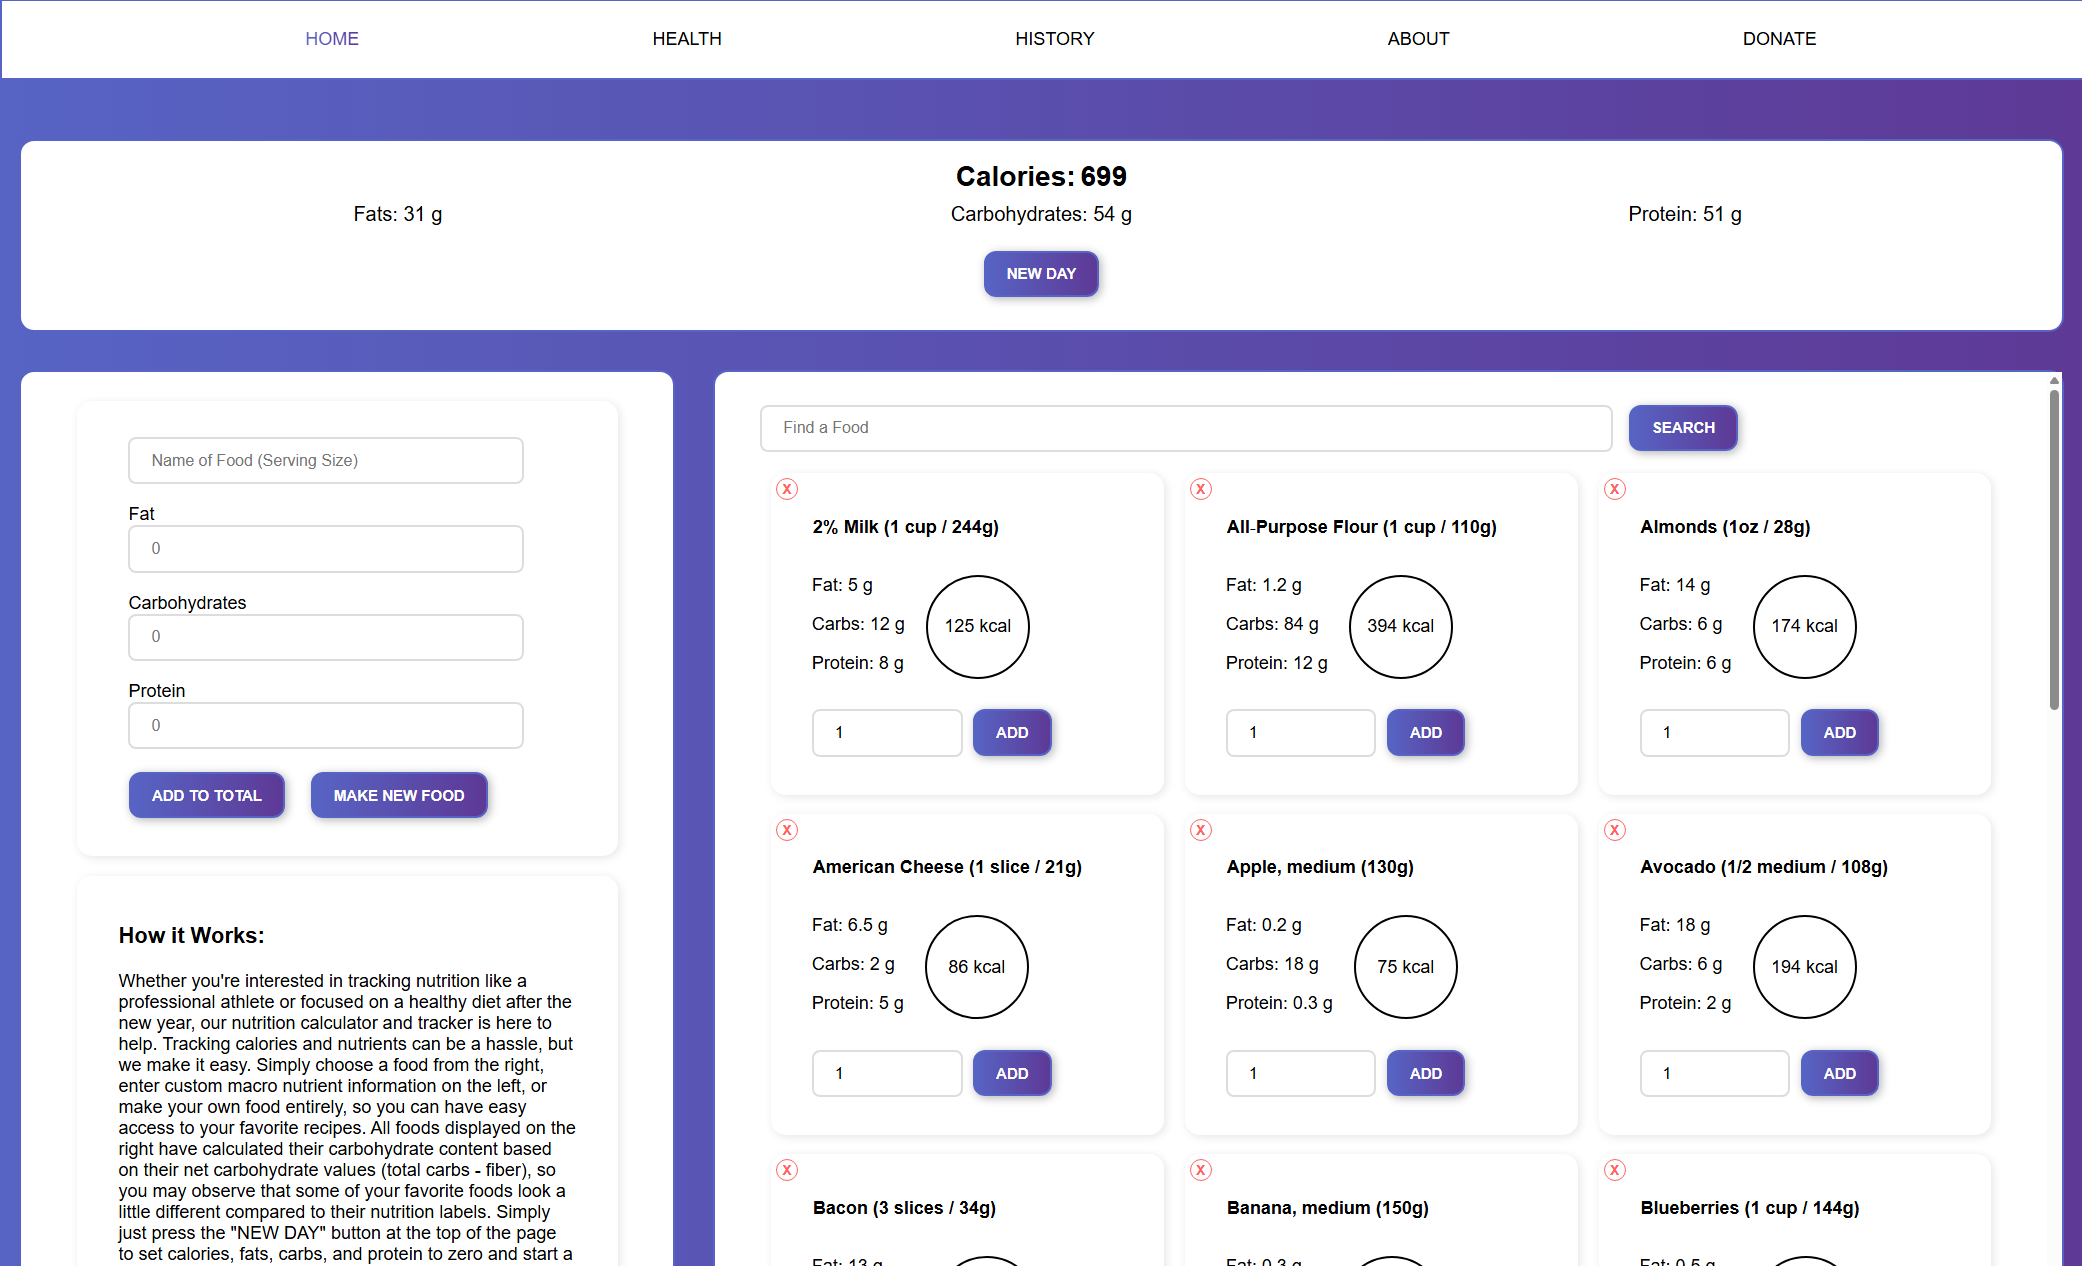 HOME
HEALTH
HISTORY
ABOUT
DONATE
Calories: 699
Fats: 31 g
Carbohydrates: 54 g
Protein: 51 g
NEW DAY
Name of Food (Serving Size)
Fat
0
Carbohydrates
0
Protein
0
ADD TO TOTAL
MAKE NEW FOOD
How it Works:
Whether you're interested in tracking nutrition like a
professional athlete or focused on a healthy diet after the
new year, our nutrition calculator and tracker is here to
help. Tracking calories and nutrients can be a hassle, but
we make it easy. Simply choose a food from the right,
enter custom macro nutrient information on the left, or
make your own food entirely, so you can have easy
access to your favorite recipes. All foods displayed on the
right have calculated their carbohydrate content based
on their net carbohydrate values (total carbs - fiber), so
you may observe that some of your favorite foods look a
little different compared to their nutrition labels. Simply
just press the "NEW DAY" button at the top of the page
to set calories, fats, carbs, and protein to zero and start a
Find a Food
SEARCH
X
2% Milk (1 cup / 244g)
Fat: 5 g
Carbs: 12 g
Protein: 8 g
125 kcal
1
ADD
X
All-Purpose Flour (1 cup / 110g)
Fat: 1.2 g
Carbs: 84 g
Protein: 12 g
394 kcal
1
ADD
X
Almonds (1oz / 28g)
Fat: 14 g
Carbs: 6 g
Protein: 6 g
174 kcal
1
ADD
X
American Cheese (1 slice / 21g)
Fat: 6.5 g
Carbs: 2 g
Protein: 5 g
86 kcal
1
ADD
X
Apple, medium (130g)
Fat: 0.2 g
Carbs: 18 g
Protein: 0.3 g
75 kcal
1
ADD
X
Avocado (1/2 medium / 108g)
Fat: 18 g
Carbs: 6 g
Protein: 2 g
194 kcal
1
ADD
X
Bacon (3 slices / 34g)
Fat: 13 g
X
Banana, medium (150g)
Fat: 0.3 g
X
Blueberries (1 cup / 144g)
Fat: 0.5 g